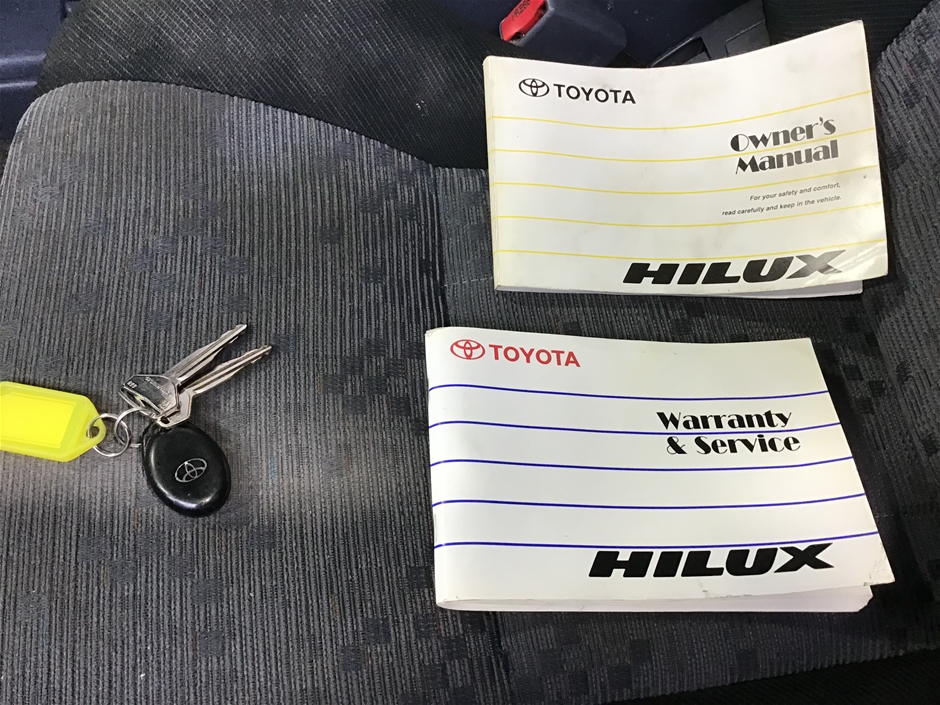 PRESS
TOYOTA
Owner's
Manual
For your safety and comfort,
read carefully and keep in the vehicle.
HILUX
TOYOTA
Warranty
& Service
HILUX